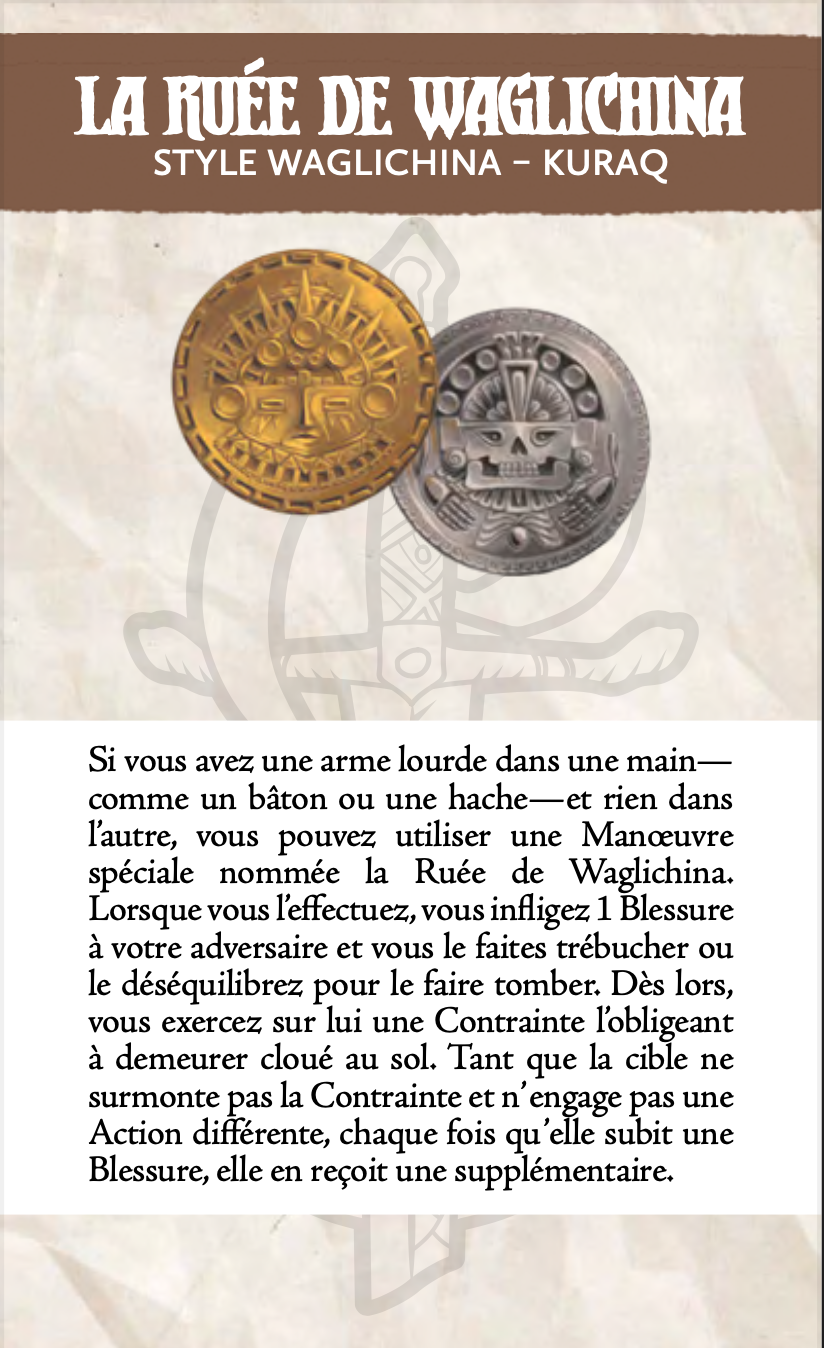 LA RUÉE DE WAGLICHINA
STYLE WAGLICHINA – KURAQ
Si vous avez une arme lourde dans une main—
comme un bâton ou une hache—et rien dans
l’autre, vous pouvez utiliser une Manœuvre
spéciale nommée la Ruée de Waglichina.
Lorsque vous l’effectuez, vous infligez 1 Blessure
à votre adversaire et vous le faites trébucher ou
le déséquilibrez pour le faire tomber. Dès lors,
vous exercez sur lui une Contrainte l’obligeant
à demeurer cloué au sol. Tant que la cible ne
surmonte pas la Contrainte et n’engage pas une
Action différente, chaque fois qu’elle subit une
Blessure, elle en reçoit une supplémentaire.